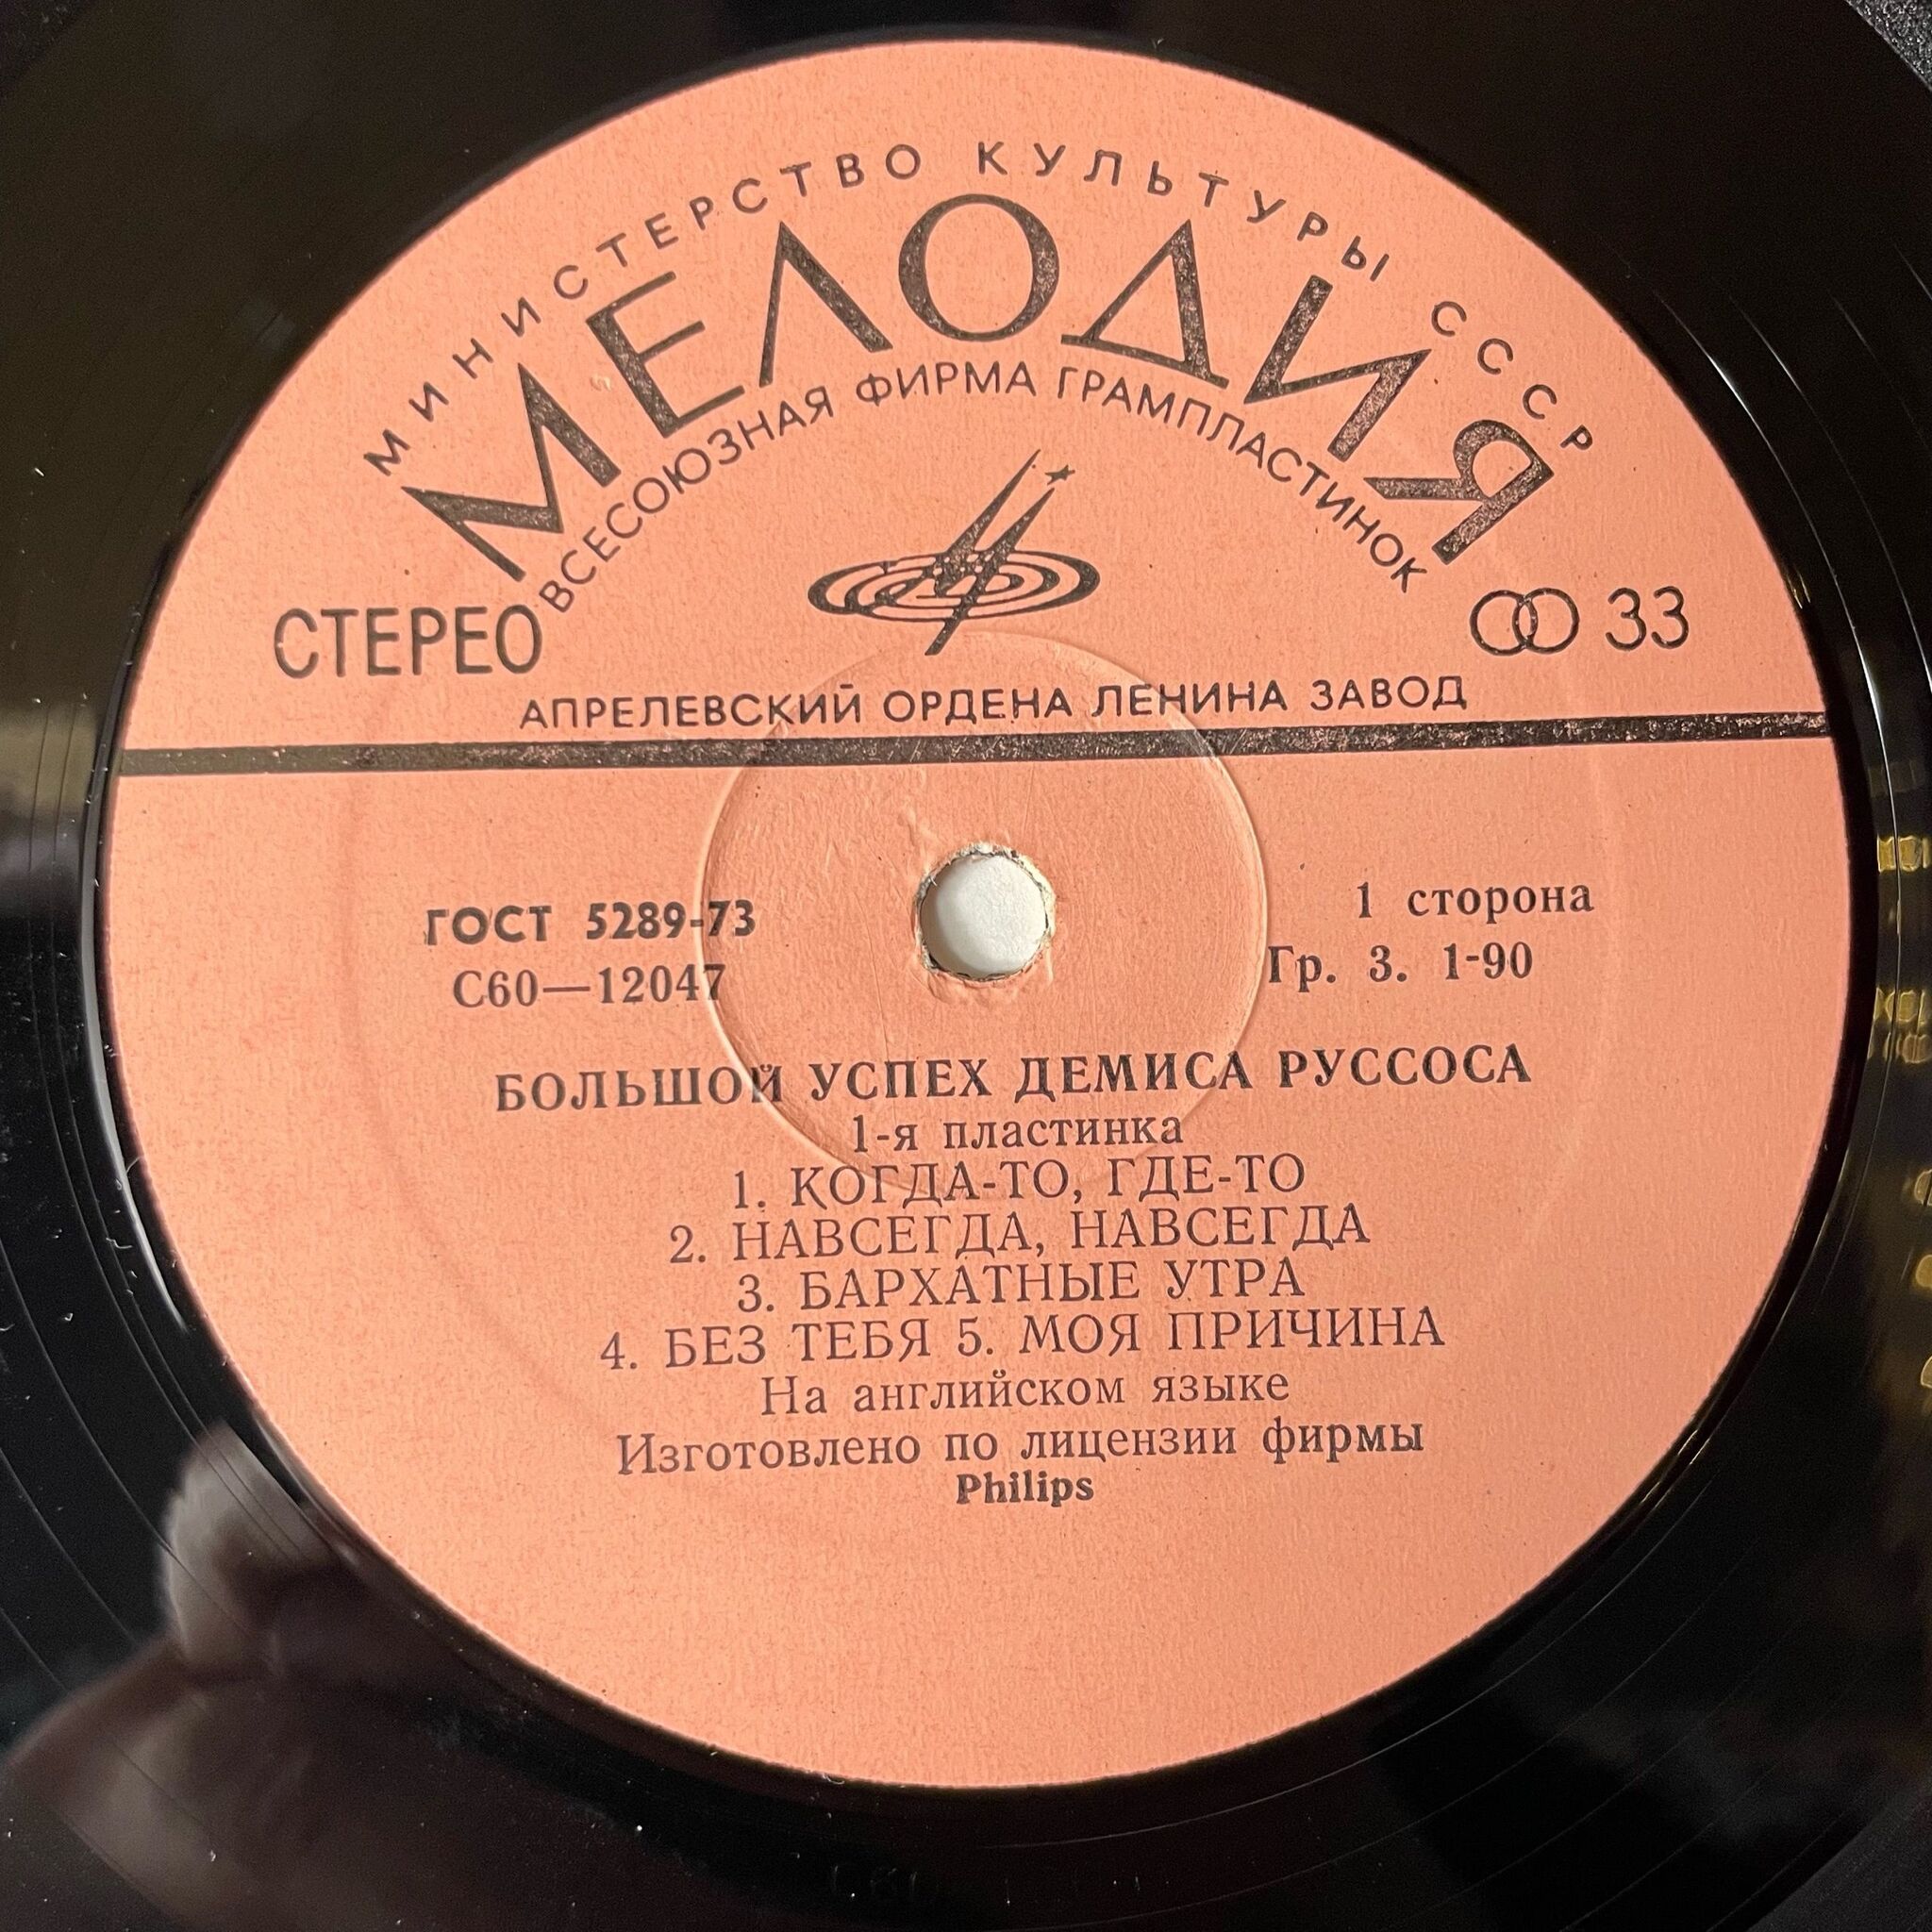 МИНИСТЕРСТВО КУЛЬТУРЫ СССР
МЕЛОДИЯ
ВСЕСОЮЗНАЯ ФИРМА ГРАМПЛАСТИНОК
СТЕРЕО
33
АПРЕЛЕВСКИЙ ОРДЕНА ЛЕНИНА ЗАВОД
ГОСТ 5289-73
С60—12047
1 сторона
Гр. 3. 1-90
БОЛЬШОЙ УСПЕХ ДЕМИСА РУССОСА
1-я пластинка
1. КОГДА-ТО, ГДЕ-ТО
2. НАВСЕГДА, НАВСЕГДА
3. БАРХАТНЫЕ УТРА
4. БЕЗ ТЕБЯ 5. МОЯ ПРИЧИНА
На английском языке
Изготовлено по лицензии фирмы
Philips